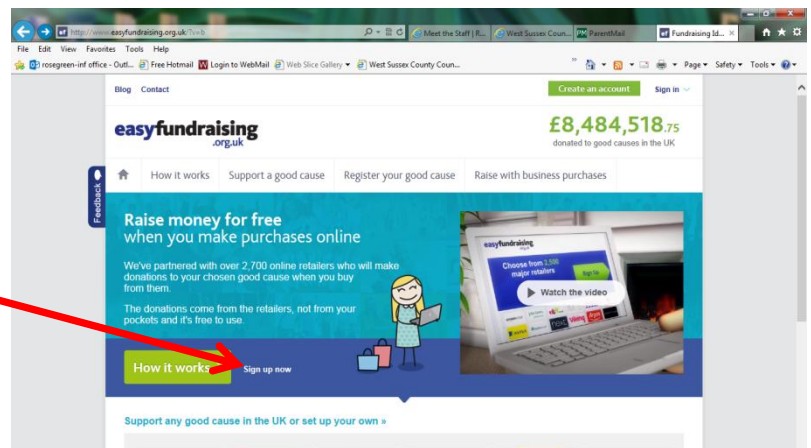 http://www.easyfundraising.org.uk/?v=b
Meet the Staff | R...
West Sussex Coun...
ParentMail
Fundraising Id...
File Edit View Favorites Tools Help
rosegreen-inf office - Outl...
Free Hotmail
Login to WebMail
Web Slice Gallery
West Sussex County Coun...
Page
Safety
Tools
Blog Contact
Create an account
Sign in
easyfundraising
.org.uk
£8,484,518.75
donated to good causes in the UK
How it works
Support a good cause
Register your good cause
Raise with business purchases
Feedback
Raise money for free
when you make purchases online
We've partnered with over 2,700 online retailers who will make
donations to your chosen good cause when you buy
from them.
The donations come from the retailers, not from your
pockets and it's free to use.
easyfundraising
Choose from 2,500
major retailers
Sign Up
Watch the video
next
Viking
How it works
Sign up now
Support any good cause in the UK or set up your own »